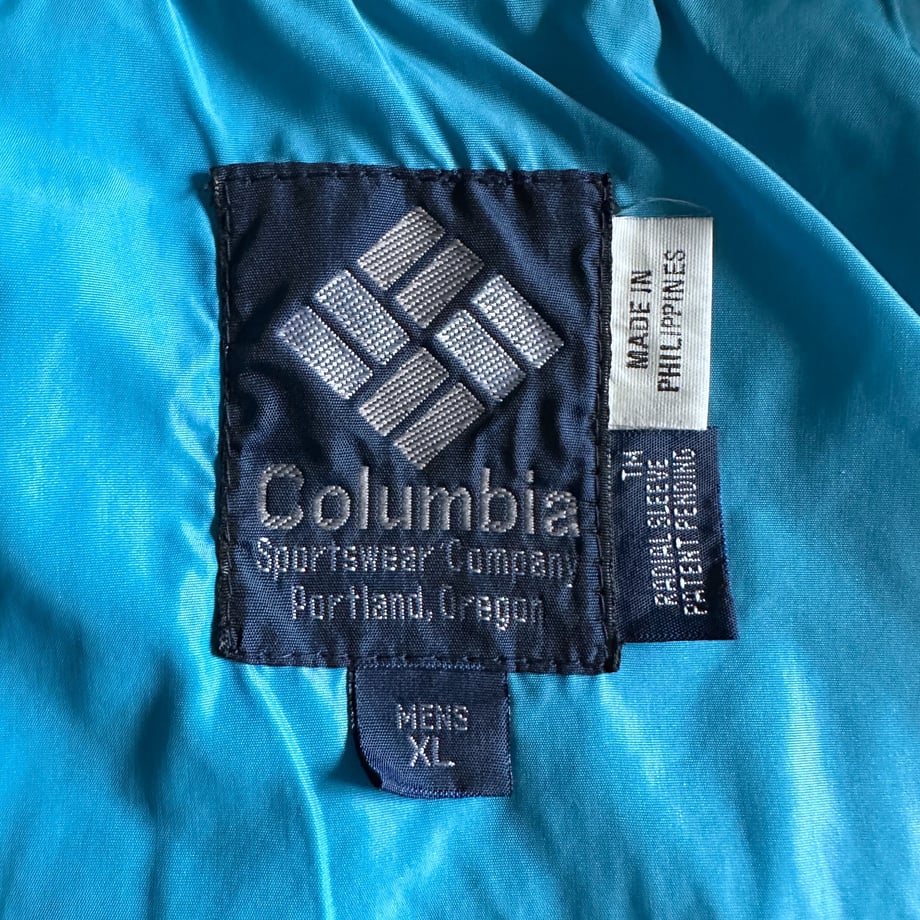 Columbia
Sportswear Company
Portland, Oregon
MENS
XL
MADE IN
PHILIPPINES
TM
RADIAL SLEEVE
PATENT PENDING